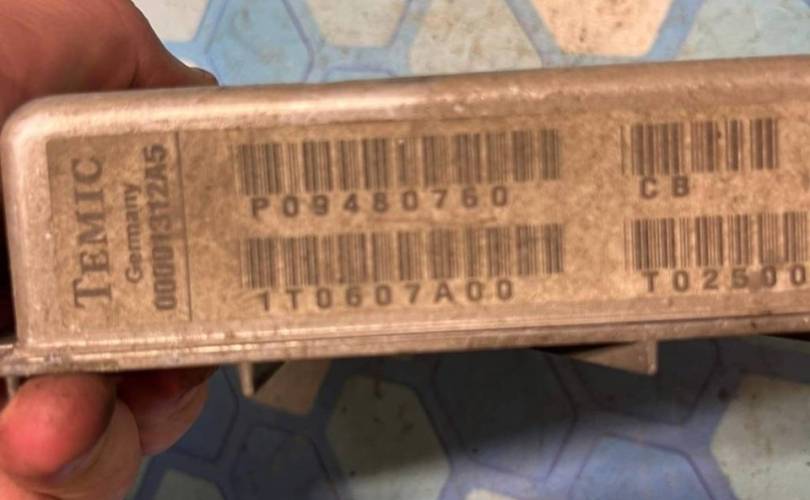 TEMIC
Germany
00001312A5
P09480760
1T0607A00
CB
T02500